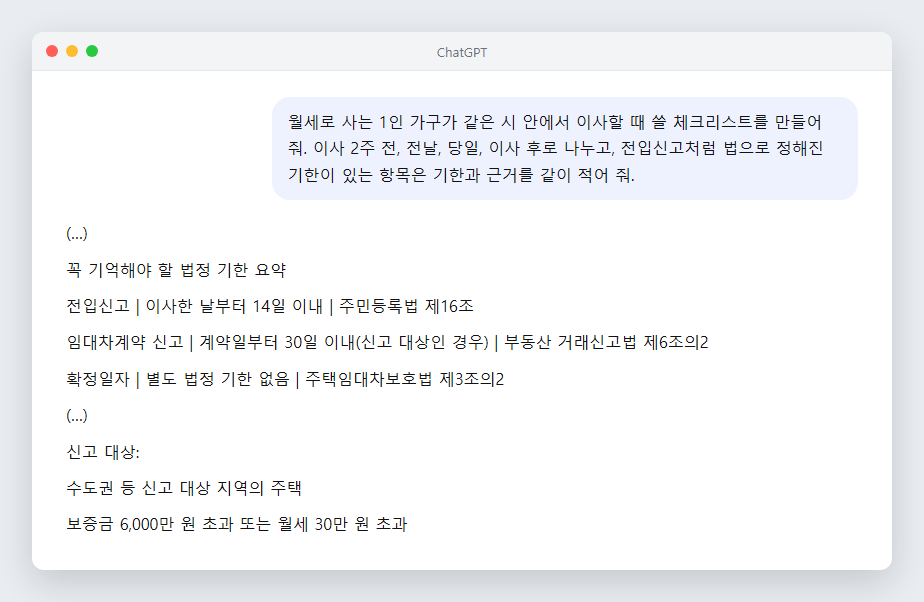 ChatGPT
월세로 사는 1인 가구가 같은 시 안에서 이사할 때 쓸 체크리스트를 만들어
줘. 이사 2주 전, 전날, 당일, 이사 후로 나누고, 전입신고처럼 법으로 정해진
기한이 있는 항목은 기한과 근거를 같이 적어 줘.
(...)
꼭 기억해야 할 법정 기한 요약
전입신고 | 이사한 날부터 14일 이내 | 주민등록법 제16조
임대차계약 신고 | 계약일부터 30일 이내(신고 대상인 경우) | 부동산 거래신고법 제6조의2
확정일자 | 별도 법정 기한 없음 | 주택임대차보호법 제3조의2
(...)
신고 대상:
수도권 등 신고 대상 지역의 주택
보증금 6,000만 원 초과 또는 월세 30만 원 초과